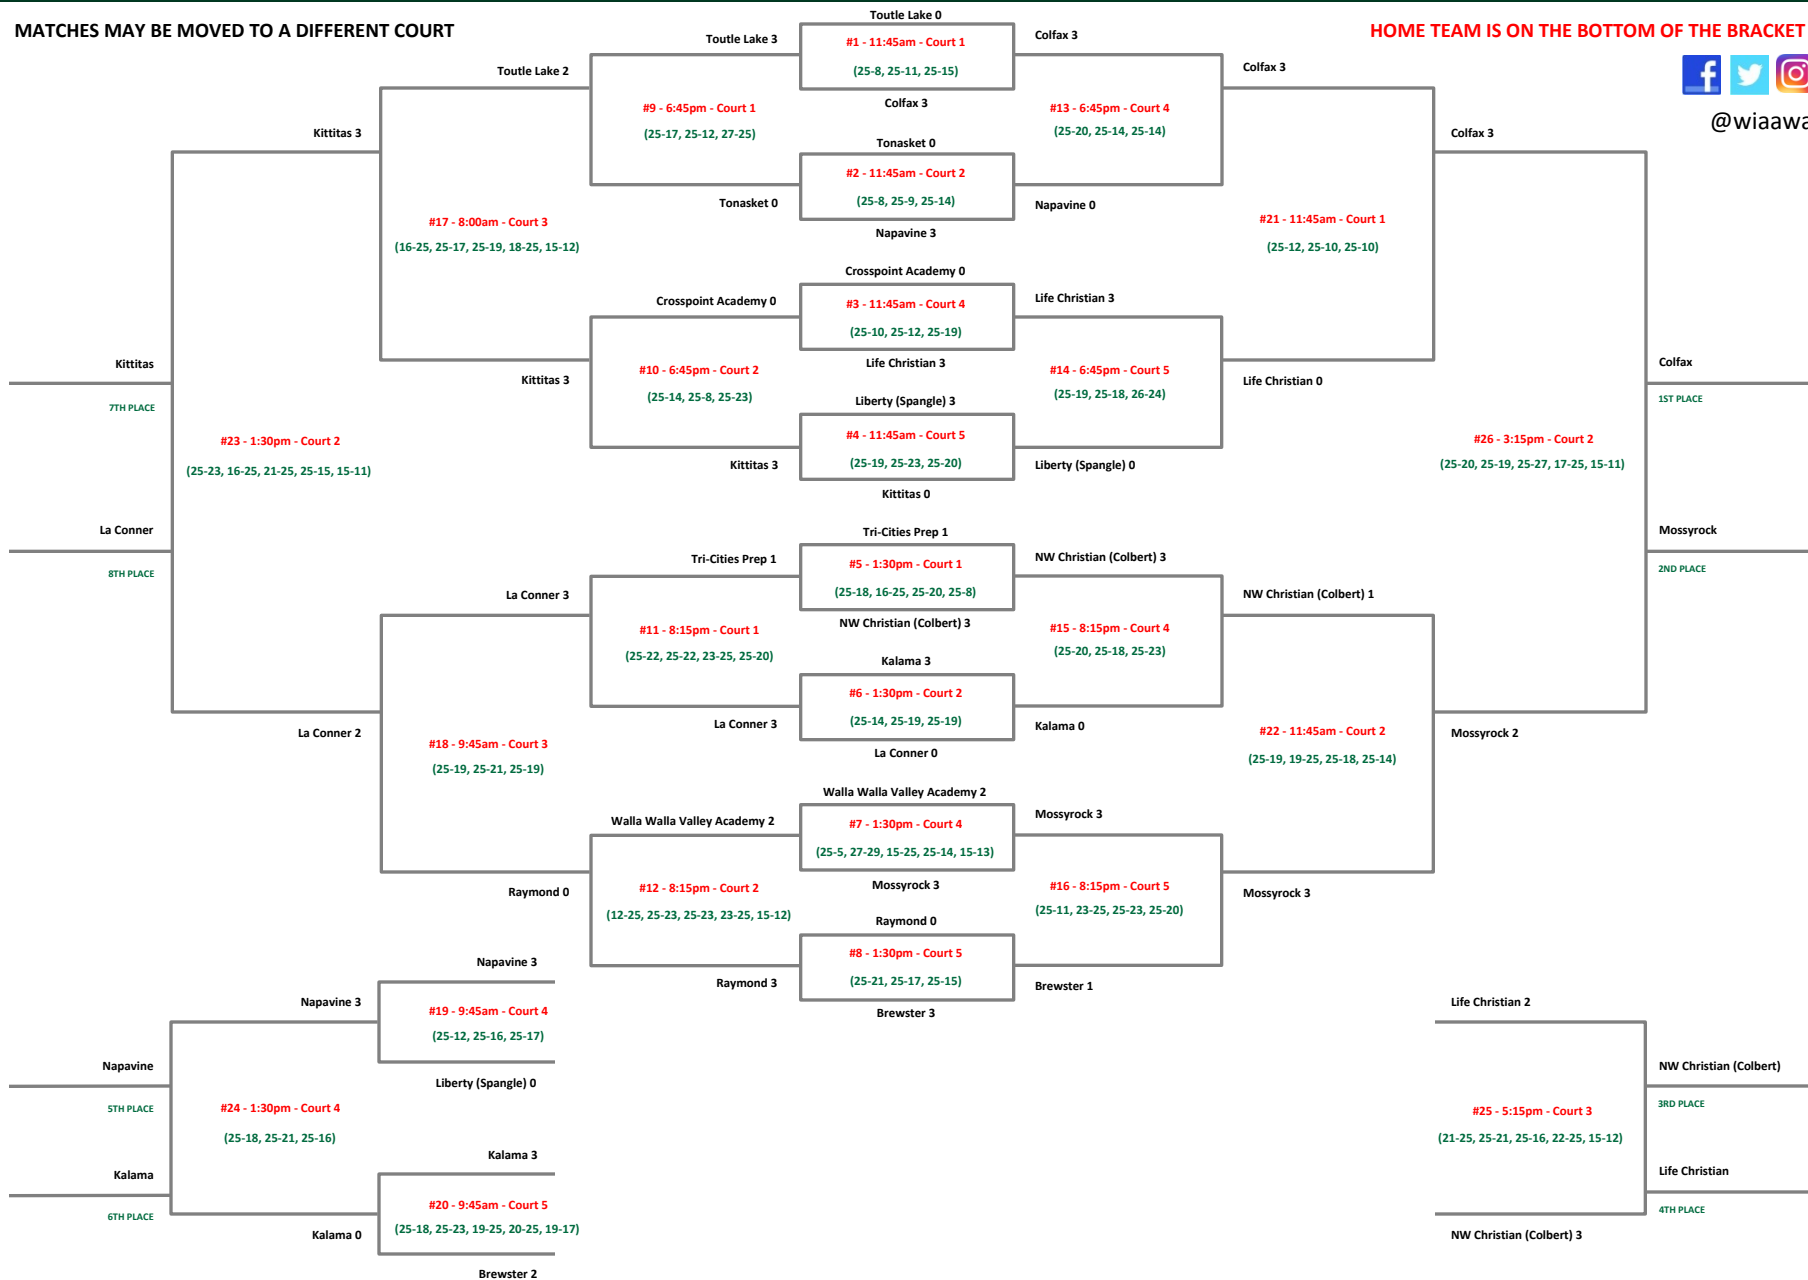 MATCHES MAY BE MOVED TO A DIFFERENT COURT
HOME TEAM IS ON THE BOTTOM OF THE BRACKET
@wiaawa
Toutle Lake 0
#1 - 11:45am - Court 1
(25-8, 25-11, 25-15)
Colfax 3
Tonasket 0
#2 - 11:45am - Court 2
(25-8, 25-9, 25-14)
Napavine 3
Crosspoint Academy 0
#3 - 11:45am - Court 4
(25-10, 25-12, 25-19)
Life Christian 3
Liberty (Spangle) 3
#4 - 11:45am - Court 5
(25-19, 25-23, 25-20)
Kittitas 0
Tri-Cities Prep 1
#5 - 1:30pm - Court 1
(25-18, 16-25, 25-20, 25-8)
NW Christian (Colbert) 3
Kalama 3
#6 - 1:30pm - Court 2
(25-14, 25-19, 25-19)
La Conner 0
Walla Walla Valley Academy 2
#7 - 1:30pm - Court 4
(25-5, 27-29, 15-25, 25-14, 15-13)
Mossyrock 3
Raymond 0
#8 - 1:30pm - Court 5
(25-21, 25-17, 25-15)
Brewster 3
Toutle Lake 3
#9 - 6:45pm - Court 1
(25-17, 25-12, 27-25)
Tonasket 0
Crosspoint Academy 0
#10 - 6:45pm - Court 2
(25-14, 25-8, 25-23)
Kittitas 3
Tri-Cities Prep 1
#11 - 8:15pm - Court 1
(25-22, 25-22, 23-25, 25-20)
La Conner 3
Walla Walla Valley Academy 2
#12 - 8:15pm - Court 2
(12-25, 25-23, 25-23, 23-25, 15-12)
Raymond 3
Colfax 3
#13 - 6:45pm - Court 4
(25-20, 25-14, 25-14)
Napavine 0
Life Christian 3
#14 - 6:45pm - Court 5
(25-19, 25-18, 26-24)
Liberty (Spangle) 0
NW Christian (Colbert) 3
#15 - 8:15pm - Court 4
(25-20, 25-18, 25-23)
Kalama 0
Mossyrock 3
#16 - 8:15pm - Court 5
(25-11, 23-25, 25-23, 25-20)
Brewster 1
Toutle Lake 2
#17 - 8:00am - Court 3
(16-25, 25-17, 25-19, 18-25, 15-12)
Kittitas 3
La Conner 3
#18 - 9:45am - Court 3
(25-19, 25-21, 25-19)
Raymond 0
Napavine 3
#19 - 9:45am - Court 4
(25-12, 25-16, 25-17)
Liberty (Spangle) 0
Kalama 3
#20 - 9:45am - Court 5
(25-18, 25-23, 19-25, 20-25, 19-17)
Brewster 2
Colfax 3
#21 - 11:45am - Court 1
(25-12, 25-10, 25-10)
Life Christian 0
NW Christian (Colbert) 1
#22 - 11:45am - Court 2
(25-19, 19-25, 25-18, 25-14)
Mossyrock 3
Kittitas 3
#23 - 1:30pm - Court 2
(25-23, 16-25, 21-25, 25-15, 15-11)
La Conner 2
Kittitas
7TH PLACE
La Conner
8TH PLACE
Napavine 3
#24 - 1:30pm - Court 4
(25-18, 25-21, 25-16)
Kalama 0
Napavine
5TH PLACE
Kalama
6TH PLACE
Life Christian 2
#25 - 5:15pm - Court 3
(21-25, 25-21, 25-16, 22-25, 15-12)
NW Christian (Colbert) 3
NW Christian (Colbert)
3RD PLACE
Life Christian
4TH PLACE
Colfax 3
#26 - 3:15pm - Court 2
(25-20, 25-19, 25-27, 17-25, 15-11)
Mossyrock 2
Colfax
1ST PLACE
Mossyrock
2ND PLACE